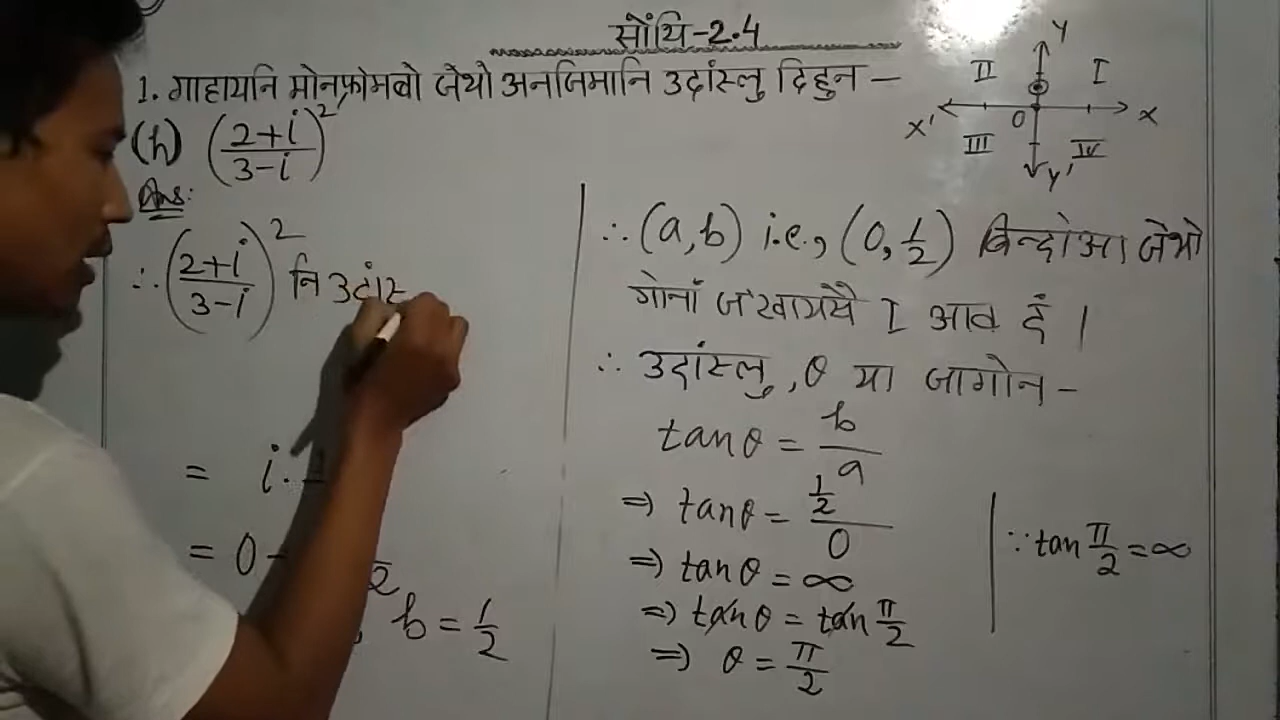 सोंथि-2.4
1. गाहायनि मोनफ्रोमबो जेथो अनजिमानि उदांस्लु दिहुन —
(h) (2+i/3-i)²
Ans:
∴ (2+i/3-i)² नि उदांस
= i.
= 0
b = 1/2
Y
II I
X' O X
III IV
Y'
∴ (a,b) i.e., (0, 1/2) बिन्दोआ जेथो
गोनां ज'खामथै I आव दं।
∴ उदांस्लु, θ या जागोन -
tanθ = b/a
⇒ tanθ = 1/2/0
⇒ tanθ = ∞
∵ tan π/2 = ∞
⇒ tanθ = tan π/2
⇒ θ = π/2